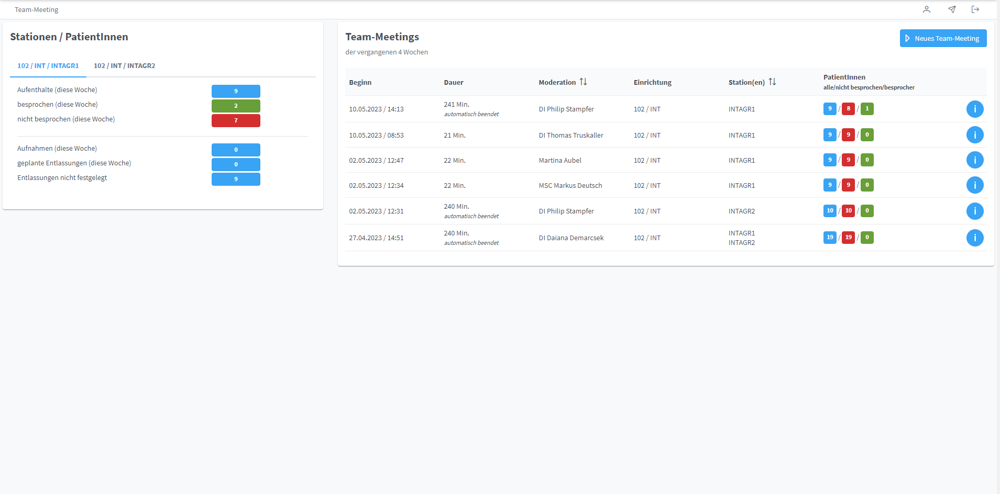 Team-Meeting
Stationen / PatientInnen
102 / INT / INTAGR1 102 / INT / INTAGR2
Aufenthalte (diese Woche) 9
besprochen (diese Woche) 2
nicht besprochen (diese Woche) 7
Aufnahmen (diese Woche) 0
geplante Entlassungen (diese Woche) 0
Entlassungen nicht festgelegt 9
Team-Meetings
Neues Team-Meeting
der vergangenen 4 Wochen
Beginn Dauer Moderation Einrichtung Station(en) PatientInnen
alle/nicht besprochen/besprocher
10.05.2023 / 14:13 241 Min. DI Philip Stampfer 102 / INT INTAGR1 9 / 8 / 1
automatisch beendet
10.05.2023 / 08:53 21 Min. DI Thomas Truskaller 102 / INT INTAGR1 9 / 9 / 0
02.05.2023 / 12:47 22 Min. Martina Aubel 102 / INT INTAGR1 9 / 9 / 0
02.05.2023 / 12:34 22 Min. MSC Markus Deutsch 102 / INT INTAGR1 9 / 9 / 0
02.05.2023 / 12:31 240 Min. DI Philip Stampfer 102 / INT INTAGR2 10 / 10 / 0
automatisch beendet
27.04.2023 / 14:51 240 Min. DI Daiana Demarcsek 102 / INT INTAGR1 19 / 19 / 0
automatisch beendet INTAGR2